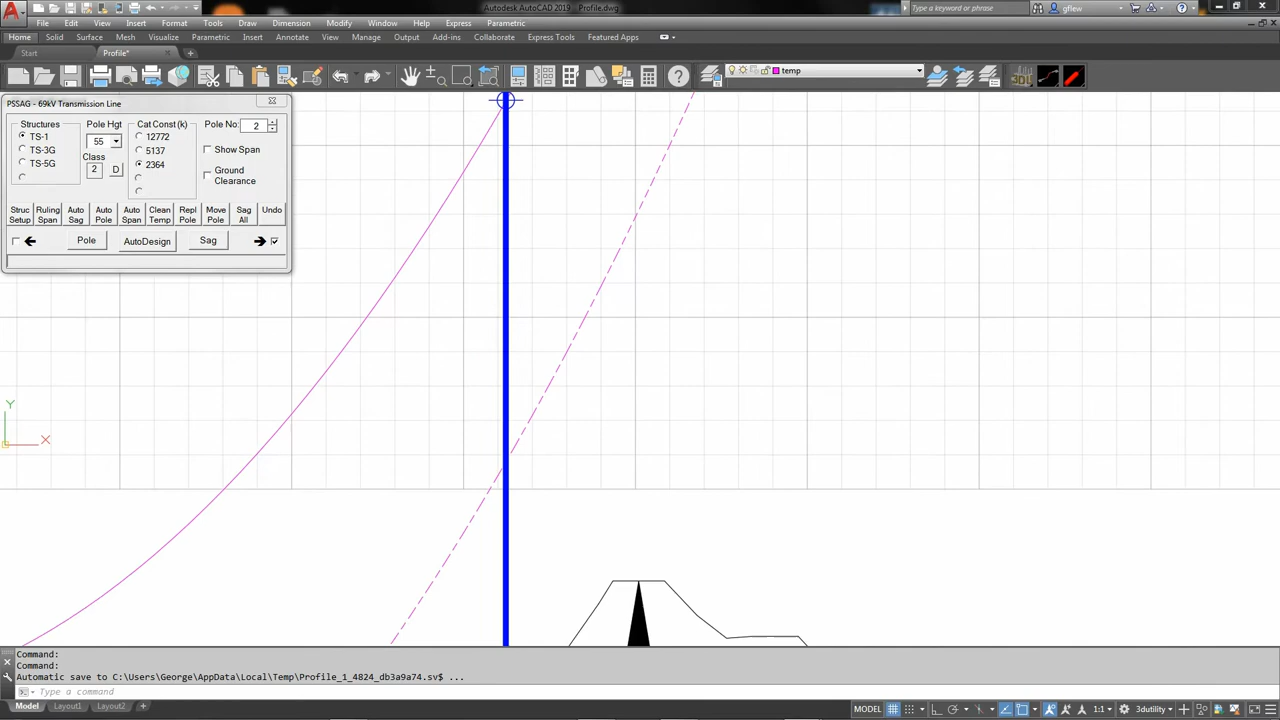 Autodesk AutoCAD 2019 Profile.dwg
Type a keyword or phrase
gflew
File Edit View Insert Format Tools Draw Dimension Modify Window Help Express Parametric
Home Solid Surface Mesh Visualize Parametric Insert Annotate View Manage Output Add-ins Collaborate Express Tools Featured Apps
Start Profile*
temp
PSSAG - 69kV Transmission Line
Structures Pole Hgt Cat Const (k) Pole No: 2
TS-1 55 12772
TS-3G Class 5137 Show Span
TS-5G 2 D 2364 Ground
Clearance
Struc Ruling Auto Auto Auto Clean Repl Move Sag Undo
Setup Span Sag Pole Span Temp Pole Pole All
Pole AutoDesign Sag
Y
X
Command:
Command:
Automatic save to C:\Users\George\AppData\Local\Temp\Profile_1_4824_db3a9a74.sv$ ...
Type a command
Model Layout1 Layout2 +
MODEL 1:1 3dutility